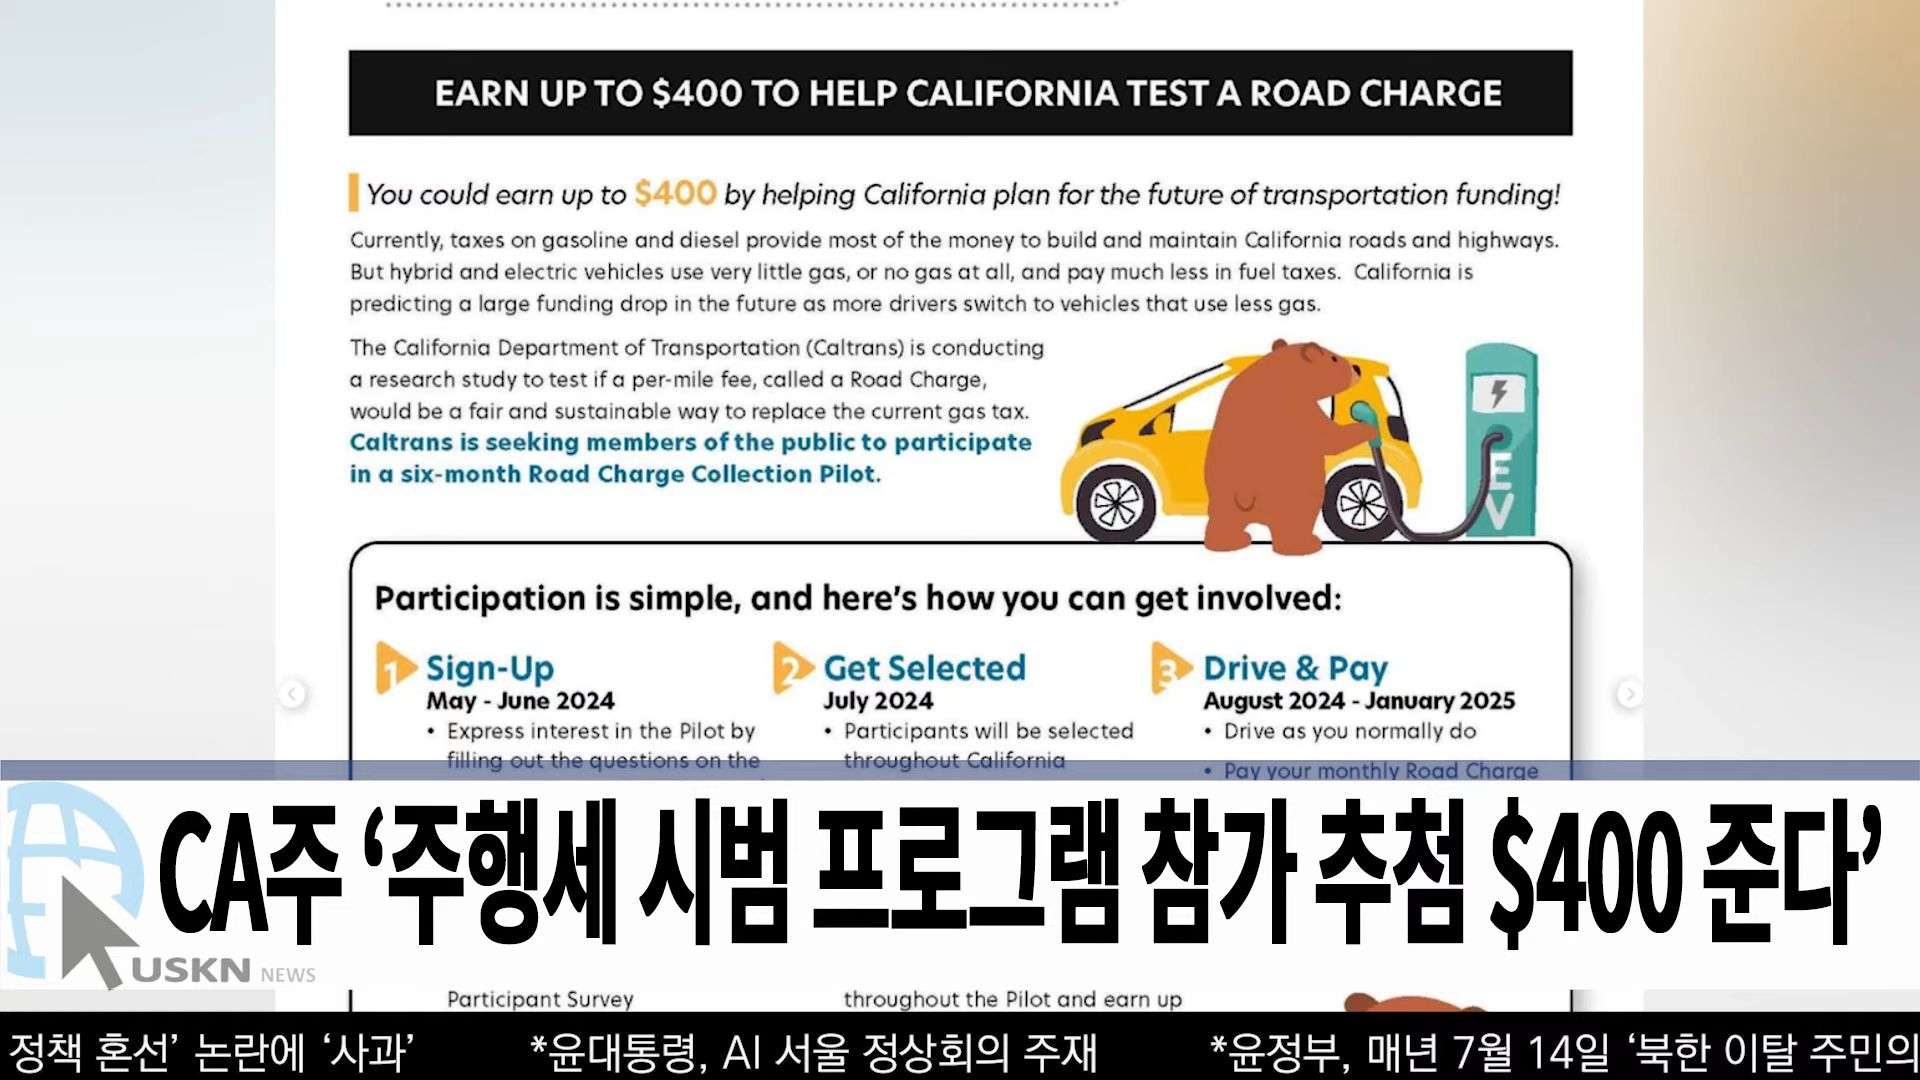 EARN UP TO $400 TO HELP CALIFORNIA TEST A ROAD CHARGE
You could earn up to $400 by helping California plan for the future of transportation funding!
Currently, taxes on gasoline and diesel provide most of the money to build and maintain California roads and highways.
But hybrid and electric vehicles use very little gas, or no gas at all, and pay much less in fuel taxes. California is
predicting a large funding drop in the future as more drivers switch to vehicles that use less gas.
The California Department of Transportation (Caltrans) is conducting
a research study to test if a per-mile fee, called a Road Charge,
would be a fair and sustainable way to replace the current gas tax.
Caltrans is seeking members of the public to participate
in a six-month Road Charge Collection Pilot.
EV
Participation is simple, and here's how you can get involved:
1 Sign-Up
May - June 2024
• Express interest in the Pilot by
filling out the questions on the
2 Get Selected
July 2024
• Participants will be selected
throughout California
3 Drive & Pay
August 2024 - January 2025
• Drive as you normally do
• Pay your monthly Road Charge
CA주 ‘주행세 시범 프로그램 참가 추첨 $400 준다’
USKN NEWS
Participant Survey
throughout the Pilot and earn up
정책 혼선’ 논란에 ‘사과’ *윤대통령, AI 서울 정상회의 주재 *윤정부, 매년 7월 14일 ‘북한 이탈 주민의